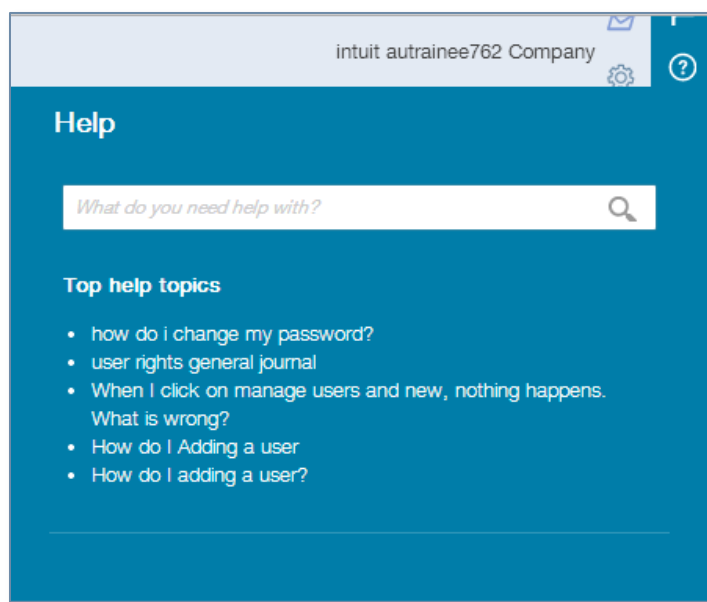 intuit autrainee762 Company
Help
What do you need help with?
Top help topics
• how do i change my password?
• user rights general journal
• When I click on manage users and new, nothing happens.
What is wrong?
• How do I Adding a user
• How do I adding a user?